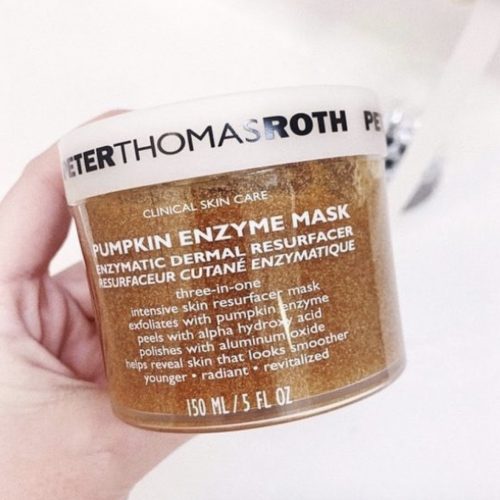 PETERTHOMASROTH PE
CLINICAL SKIN CARE
PUMPKIN ENZYME MASK
ENZYMATIC DERMAL RESURFACER
RESURFACEUR CUTANÉ ENZYMATIQUE
three-in-one
intensive skin resurfacer mask
exfoliates with pumpkin enzyme
peels with alpha hydroxy acid
polishes with aluminum oxide
helps reveal skin that looks smoother
younger • radiant • revitalized
150 ML / 5 FL OZ